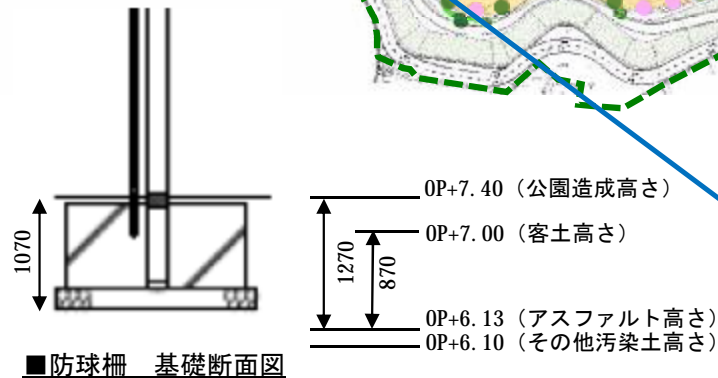 1070
■防球柵 基礎断面図
OP+7.40（公園造成高さ）
OP+7.00（客土高さ）
1270
870
OP+6.13（アスファルト高さ）
OP+6.10（その他汚染土高さ）